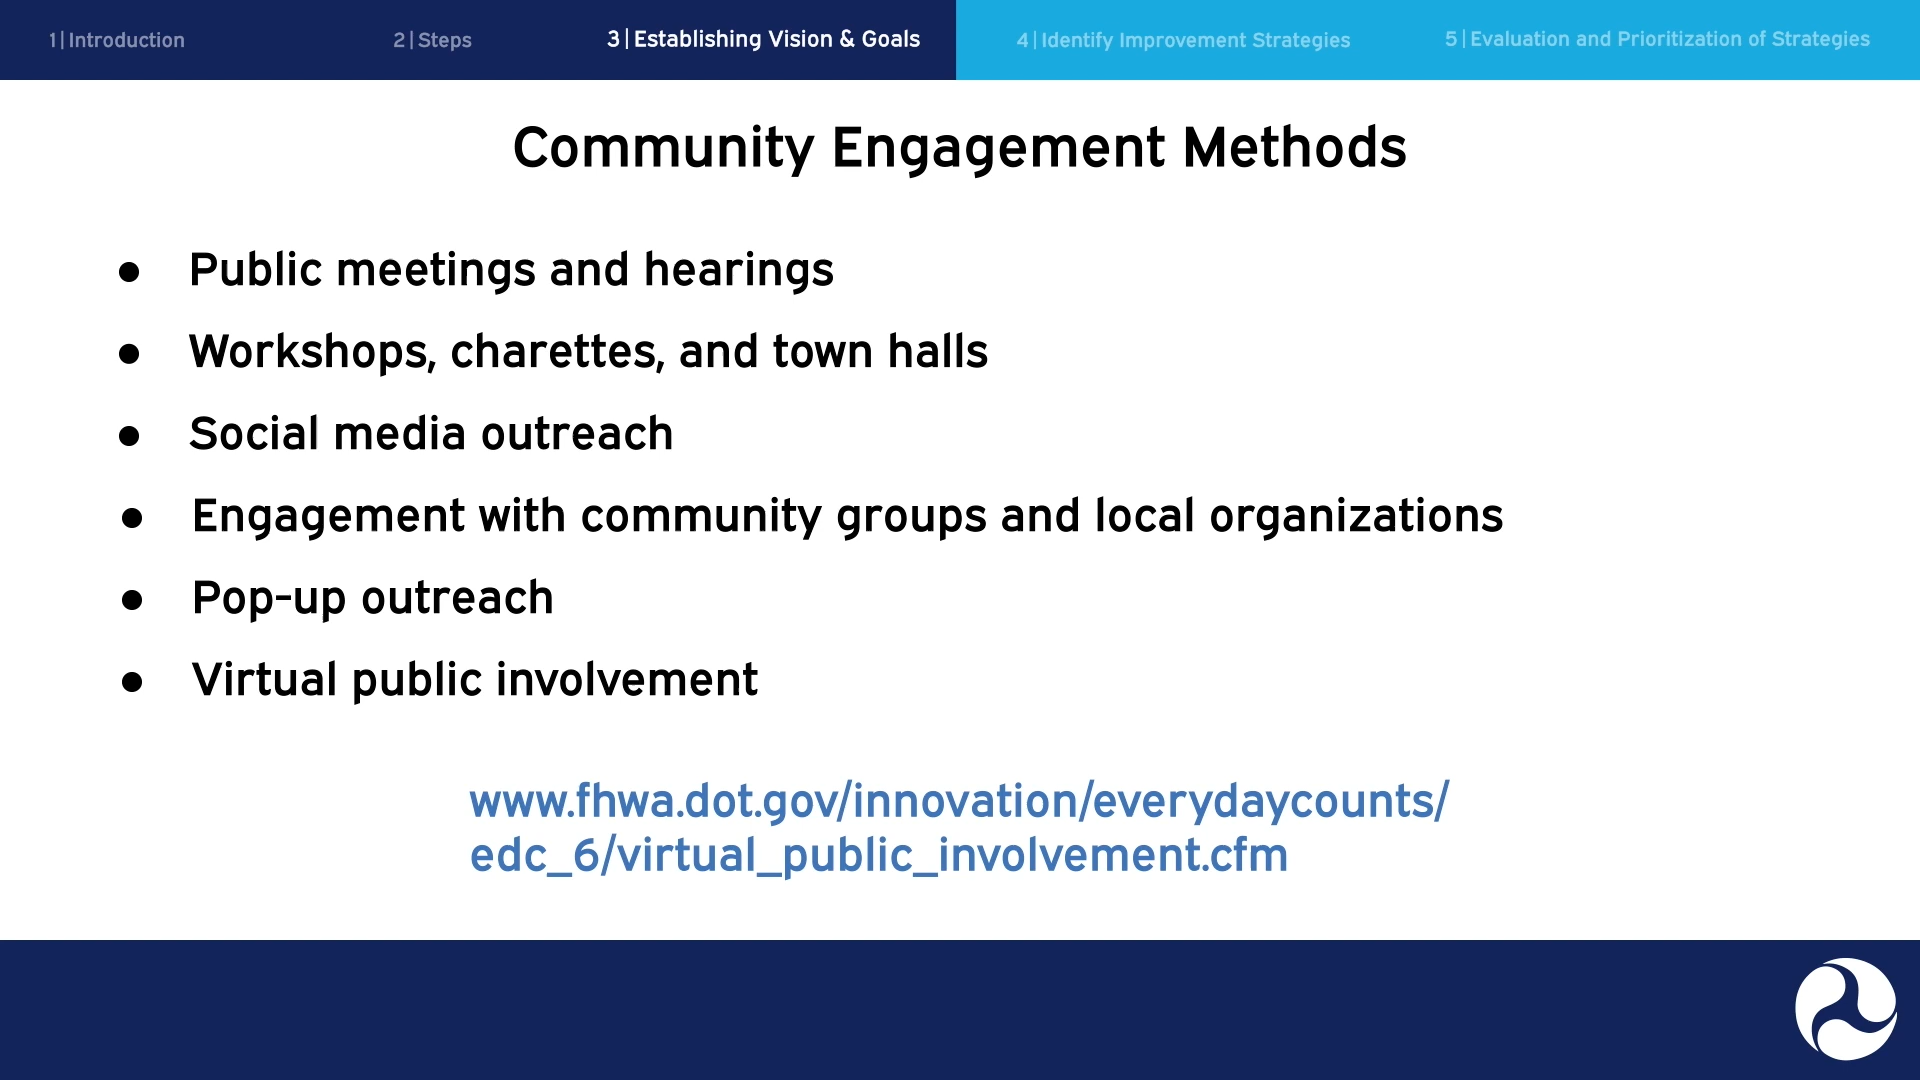 1|Introduction 2|Steps 3|Establishing Vision & Goals 4|Identify Improvement Strategies 5|Evaluation and Prioritization of Strategies
Community Engagement Methods
● Public meetings and hearings
● Workshops, charettes, and town halls
● Social media outreach
● Engagement with community groups and local organizations
● Pop-up outreach
● Virtual public involvement
www.fhwa.dot.gov/innovation/everydaycounts/
edc_6/virtual_public_involvement.cfm